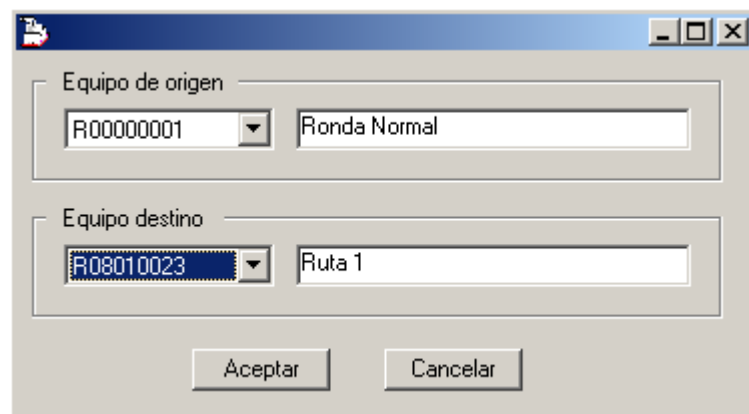 Equipo de origen
R00000001 Ronda Normal
Equipo destino
R08010023 Ruta 1
Aceptar Cancelar